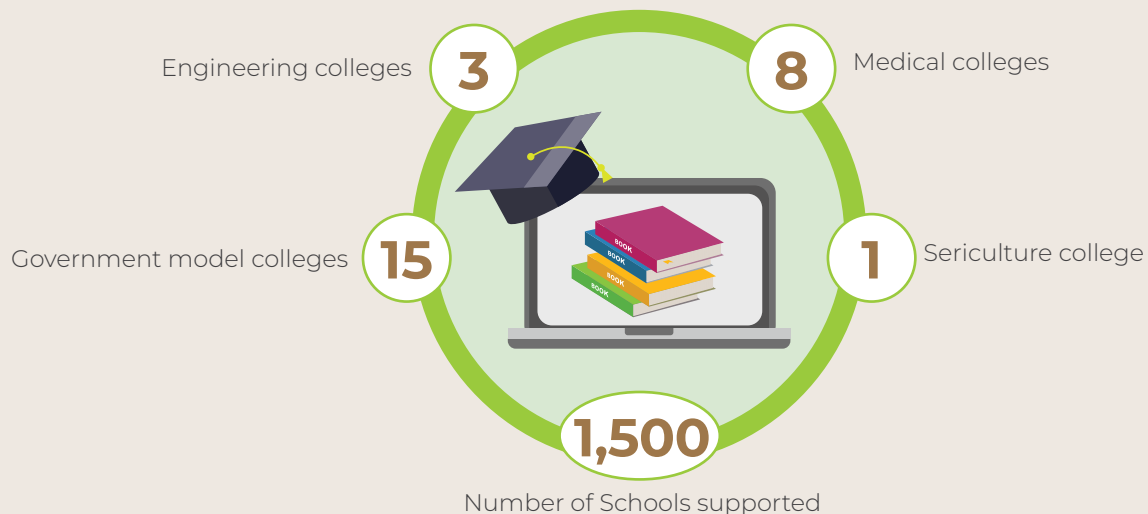 Engineering colleges
3
8
Medical colleges
Government model colleges
15
1
Sericulture college
BOOK
BOOK
BOOK
BOOK
1,500
Number of Schools supported